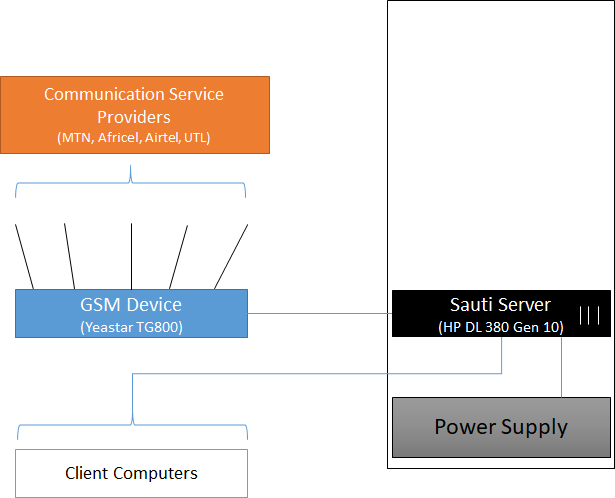 Communication Service
Providers
(MTN, Africel, Airtel, UTL)
GSM Device
(Yeastar TG800)
Sauti Server
(HP DL 380 Gen 10)
Power Supply
Client Computers